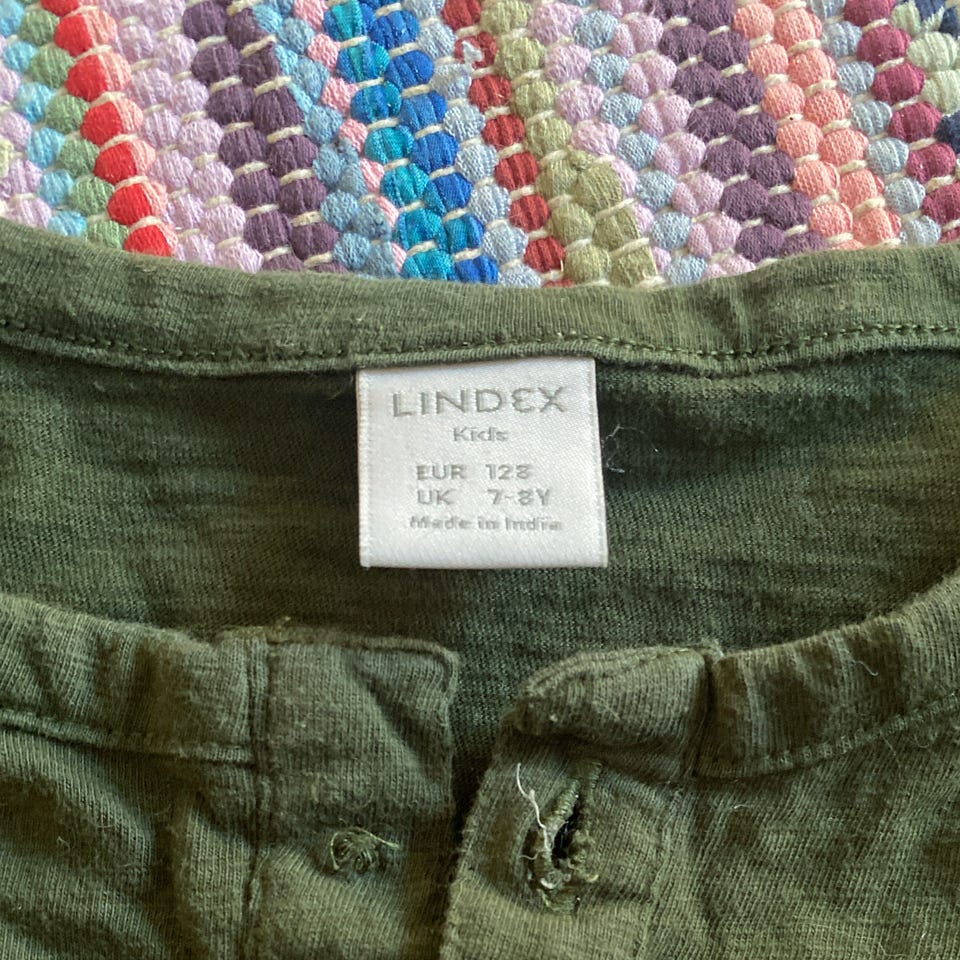 LINDEX
Kids
EUR 128
UK 7-8Y
Made in India